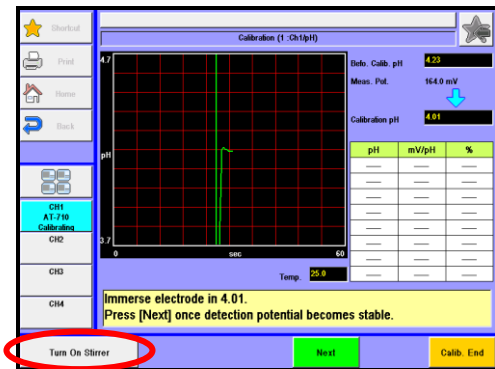 Shortcut
Calibration (1 :Ch1/pH)
Print
4.7
Belo. Calib. pH 4.23
Meas. Pot. 164.0 mV
Home
Calibration pH 4.01
Back
pH
pH mV/pH %
CH1
AT-710
Calibrating
CH2
3.7
0 sec 60
CH3
Temp. 25.0
CH4
Immerse electrode in 4.01.
Press [Next] once detection potential becomes stable.
Turn On Stirrer Next Calib. End